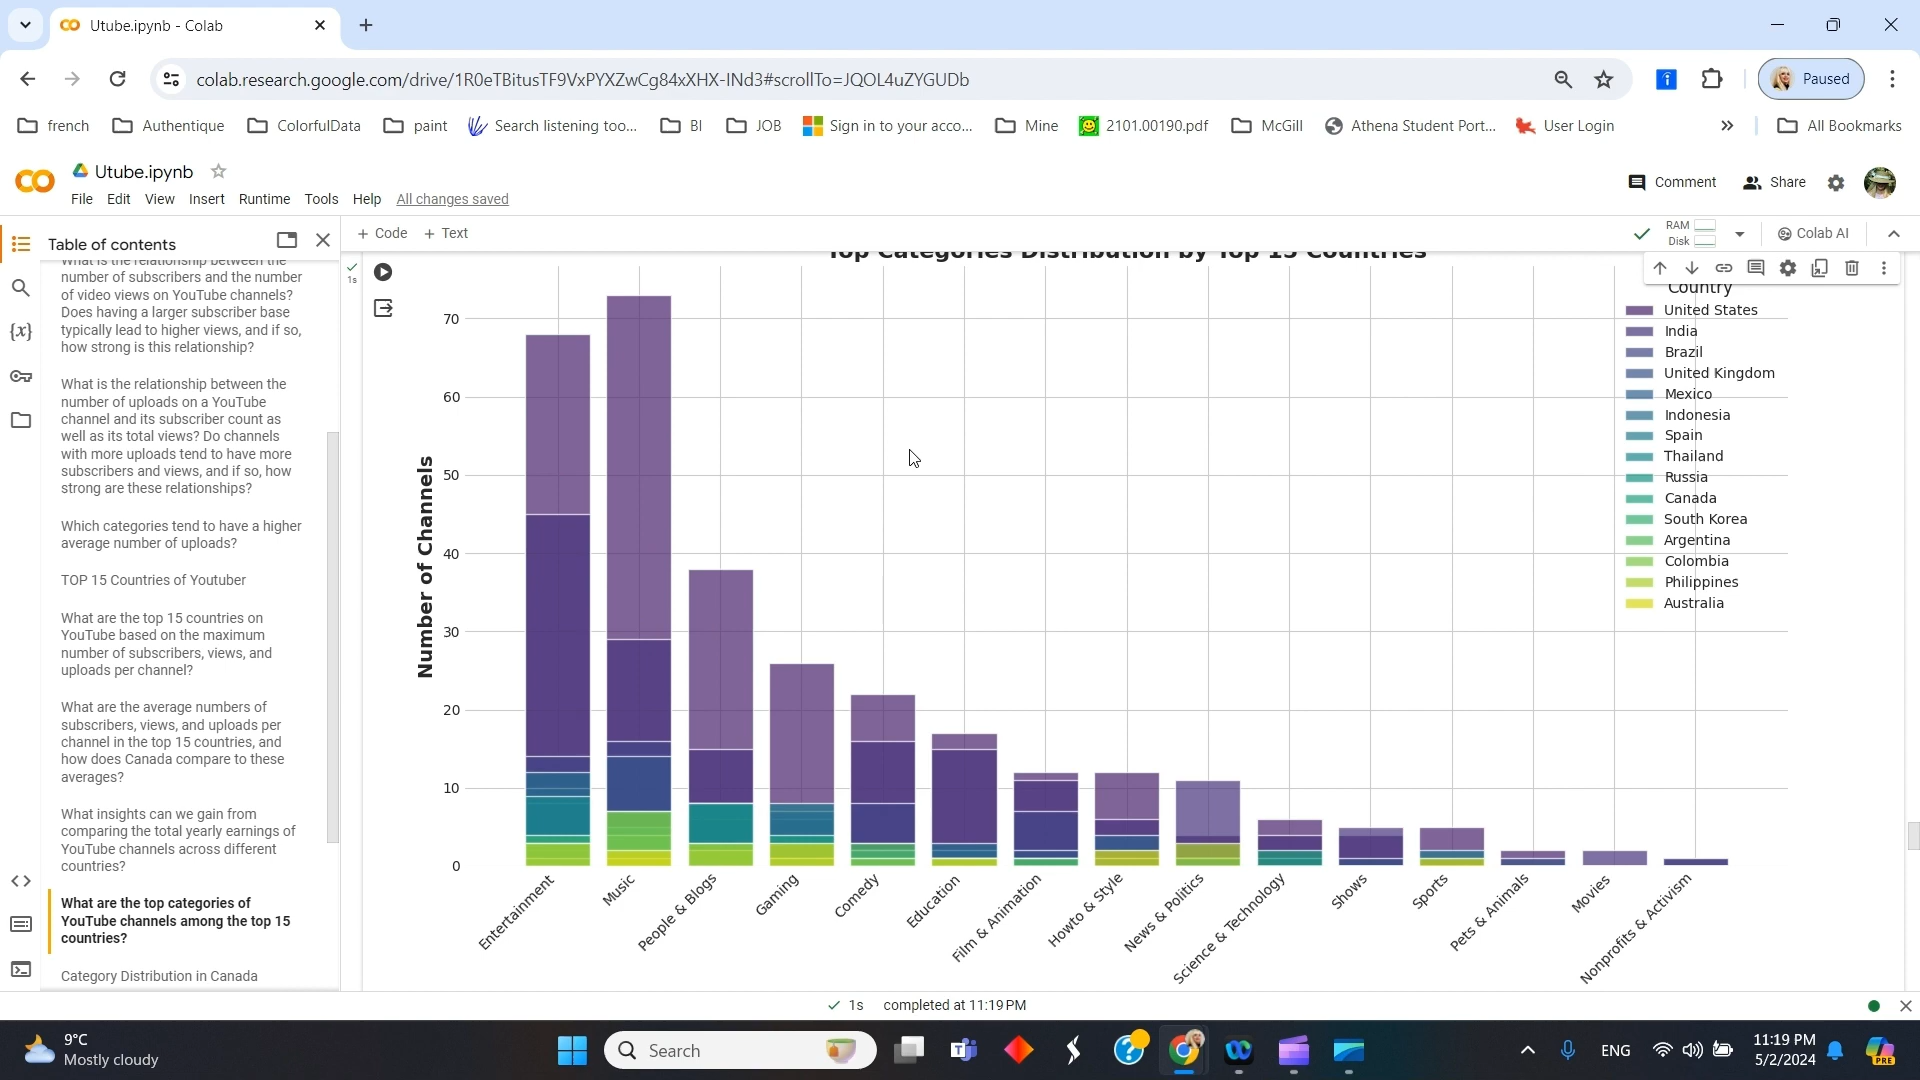 Utube.ipynb - Colab
colab.research.google.com/drive/1R0eTBitusTF9VxPYXZwCg84xXHX-INd3#scrollTo=JQOL4uZYGUDb
Paused
french
Authentique
ColorfulData
paint
Search listening too...
BI
JOB
Sign in to your acco...
Mine
2101.00190.pdf
McGill
Athena Student Port...
User Login
All Bookmarks
Utube.ipynb
File Edit View Insert Runtime Tools Help All changes saved
Comment
Share
Table of contents
+ Code + Text
RAM
Disk
Colab AI
What is the relationship between the
number of subscribers and the number
of video views on YouTube channels?
Does having a larger subscriber base
typically lead to higher views, and if so,
how strong is this relationship?
What is the relationship between the
number of uploads on a YouTube
channel and its subscriber count as
well as its total views? Do channels
with more uploads tend to have more
subscribers and views, and if so, how
strong are these relationships?
Which categories tend to have a higher
average number of uploads?
TOP 15 Countries of Youtuber
What are the top 15 countries on
YouTube based on the maximum
number of subscribers, views, and
uploads per channel?
What are the average numbers of
subscribers, views, and uploads per
channel in the top 15 countries, and
how does Canada compare to these
averages?
What insights can we gain from
comparing the total yearly earnings of
YouTube channels across different
countries?
What are the top categories of
YouTube channels among the top 15
countries?
Category Distribution in Canada
1s
Top Categories Distribution by Top 15 Countries
Number of Channels
70
60
50
40
30
20
10
0
Entertainment
Music
People & Blogs
Gaming
Comedy
Education
Film & Animation
Howto & Style
News & Politics
Science & Technology
Shows
Sports
Pets & Animals
Movies
Nonprofits & Activism
Country
United States
India
Brazil
United Kingdom
Mexico
Indonesia
Spain
Thailand
Russia
Canada
South Korea
Argentina
Colombia
Philippines
Australia
1s completed at 11:19 PM
9°C
Mostly cloudy
Search
ENG
11:19 PM
5/2/2024
PRE